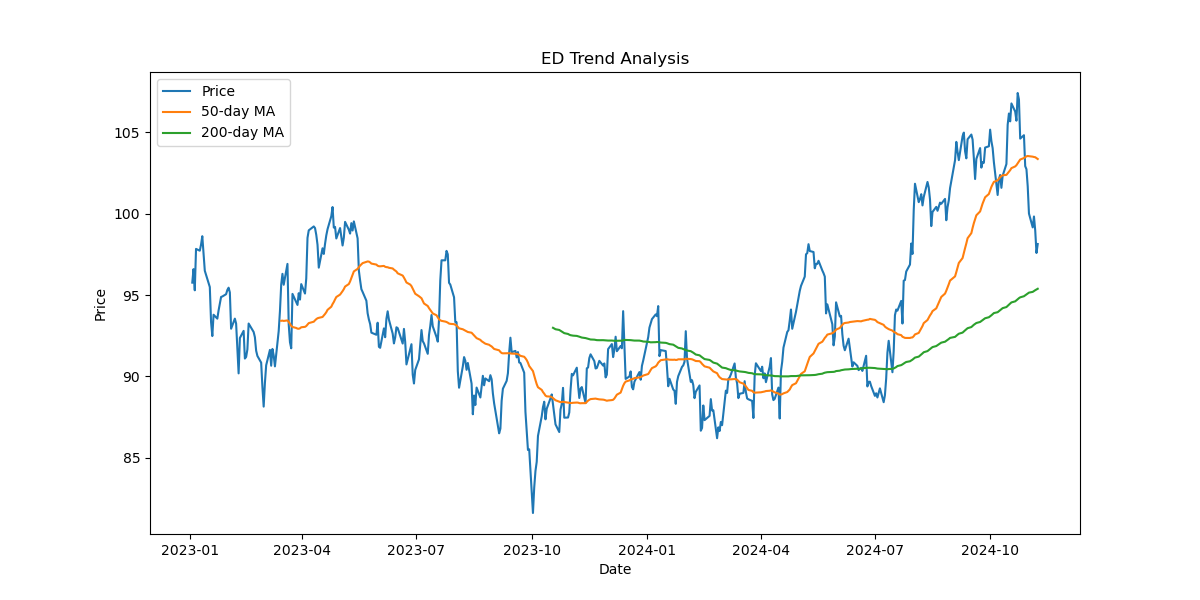 ED Trend Analysis
Price
50-day MA
200-day MA
105
100
95
90
85
Price
2023-01
2023-04
2023-07
2023-10
2024-01
2024-04
2024-07
2024-10
Date